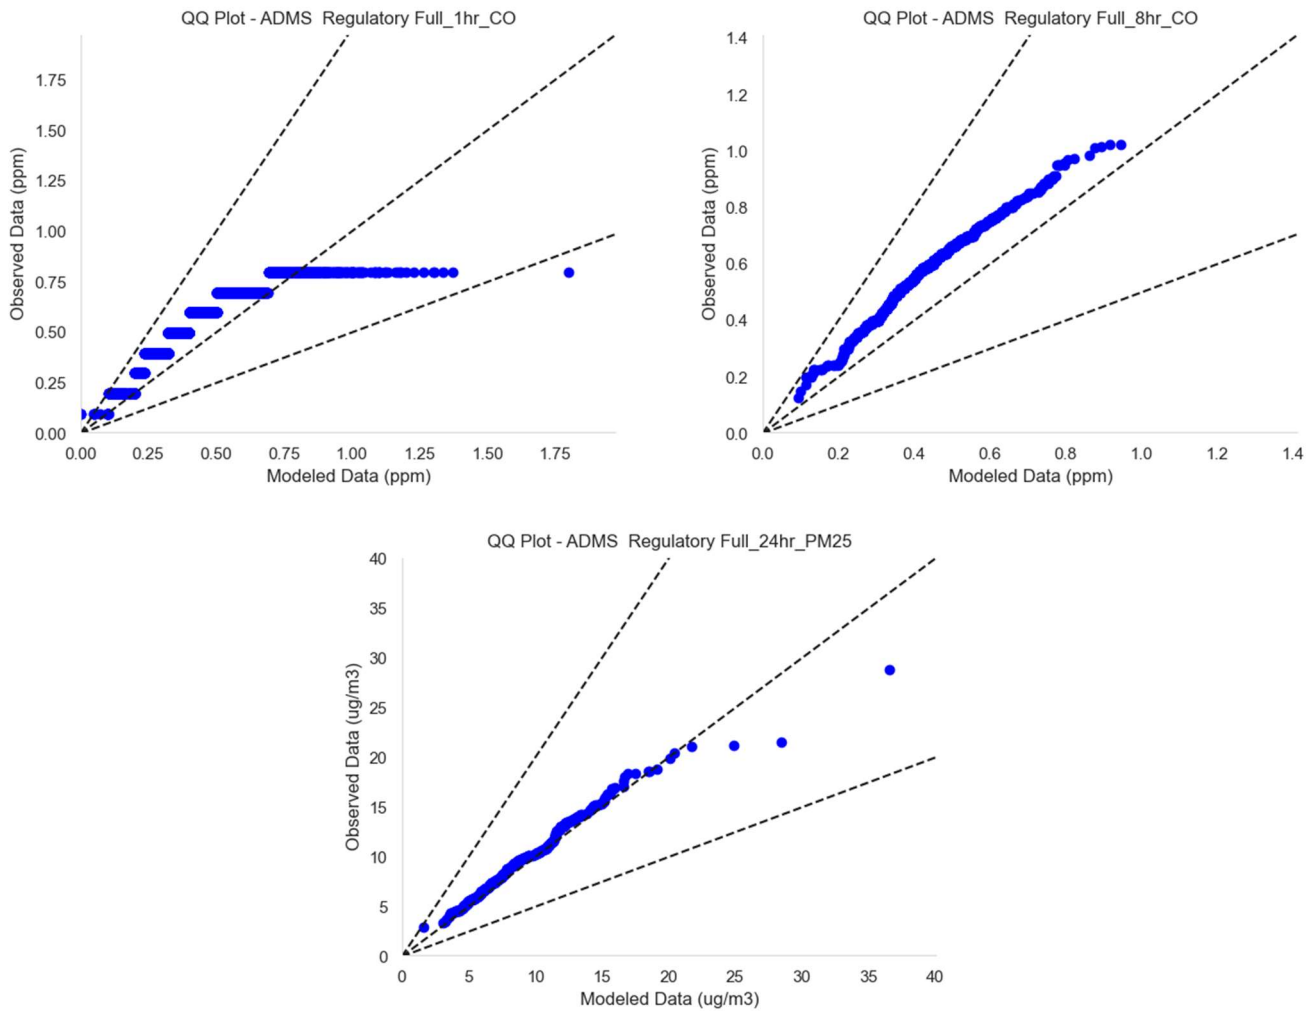 QQ Plot - ADMS  Regulatory Full_1hr_CO
Observed Data (ppm)
1.75
1.50
1.25
1.00
0.75
0.50
0.25
0.00
0.00 0.25 0.50 0.75 1.00 1.25 1.50 1.75
Modeled Data (ppm)
QQ Plot - ADMS  Regulatory Full_8hr_CO
Observed Data (ppm)
1.4
1.2
1.0
0.8
0.6
0.4
0.2
0.0
0.0 0.2 0.4 0.6 0.8 1.0 1.2 1.4
Modeled Data (ppm)
QQ Plot - ADMS  Regulatory Full_24hr_PM25
Observed Data (ug/m3)
40
35
30
25
20
15
10
5
0
0 5 10 15 20 25 30 35 40
Modeled Data (ug/m3)